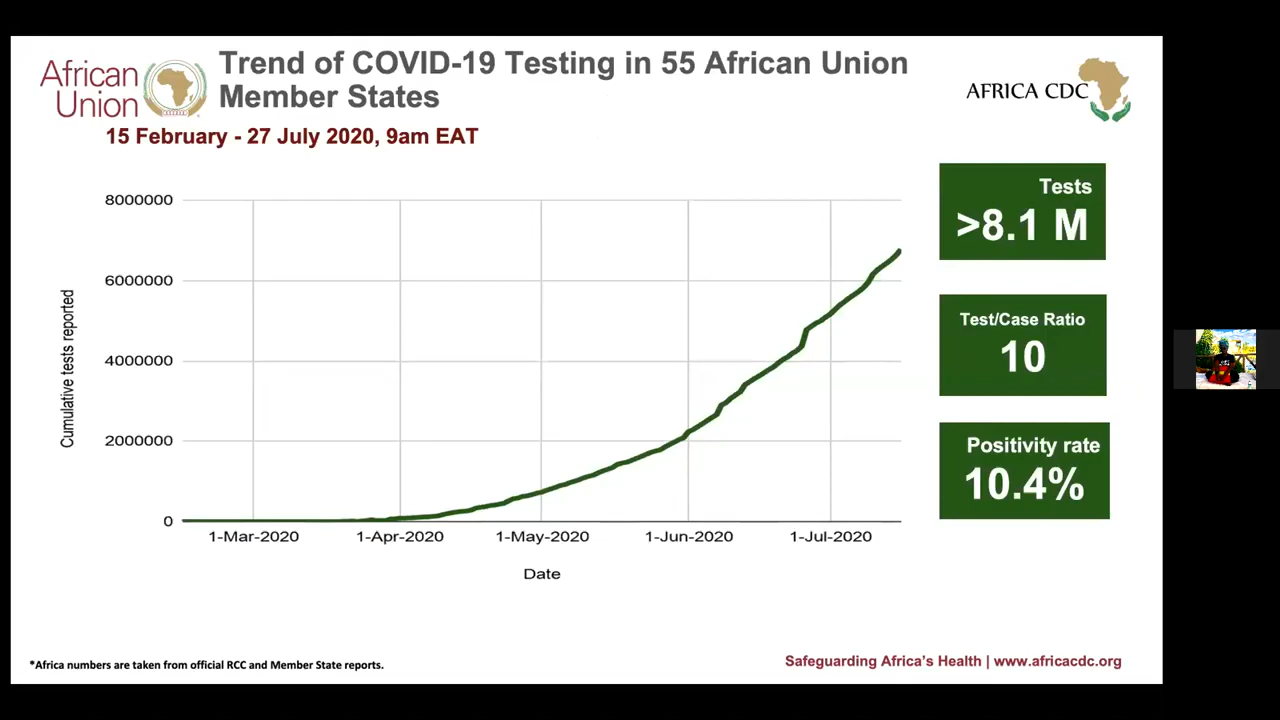 African
Union
Trend of COVID-19 Testing in 55 African Union
Member States
AFRICA CDC
15 February - 27 July 2020, 9am EAT
8000000
6000000
4000000
2000000
0
Cumulative tests reported
1-Mar-2020
1-Apr-2020
1-May-2020
1-Jun-2020
1-Jul-2020
Date
Tests
>8.1 M
Test/Case Ratio
10
Positivity rate
10.4%
*Africa numbers are taken from official RCC and Member State reports.
Safeguarding Africa's Health | www.africacdc.org